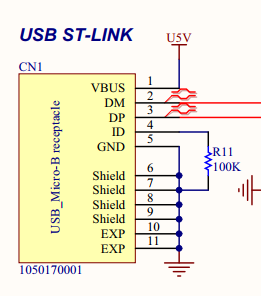 USB ST-LINK
U5V
CN1
USB_Micro-B receptacle
VBUS 1
DM 2
DP 3
ID 4
GND 5
R11
100K
Shield 6
Shield 7
Shield 8
Shield 9
EXP 10
EXP 11
1050170001